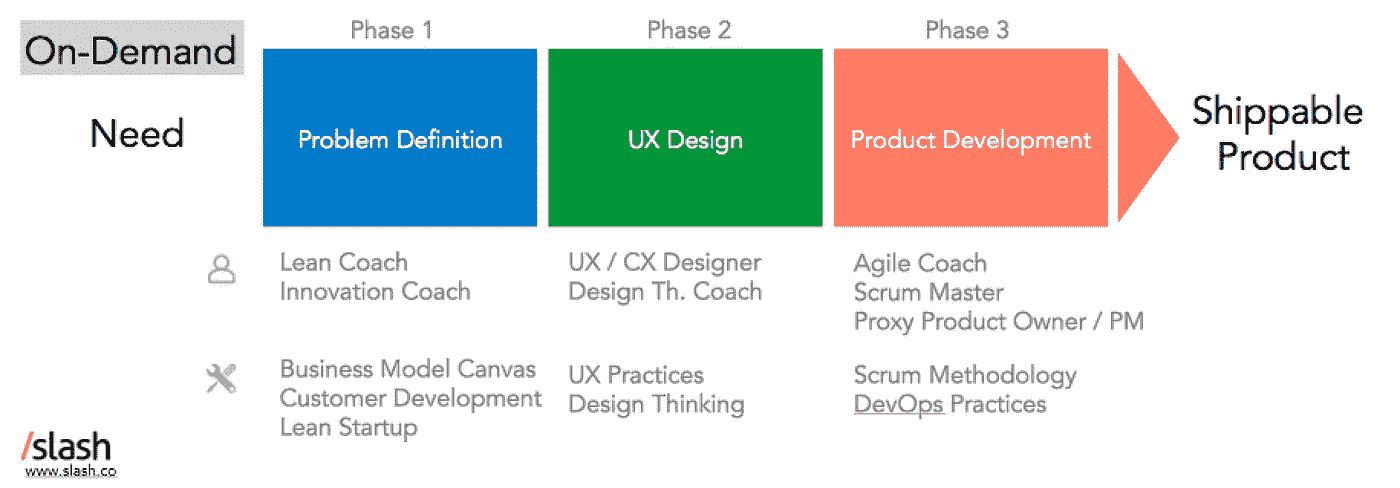 On-Demand
Phase 1
Phase 2
Phase 3
Need
Problem Definition
UX Design
Product Development
Shippable
Product
Lean Coach
Innovation Coach
UX / CX Designer
Design Th. Coach
Agile Coach
Scrum Master
Proxy Product Owner / PM
Business Model Canvas
Customer Development
Lean Startup
UX Practices
Design Thinking
Scrum Methodology
DevOps Practices
/slash
www.slash.co